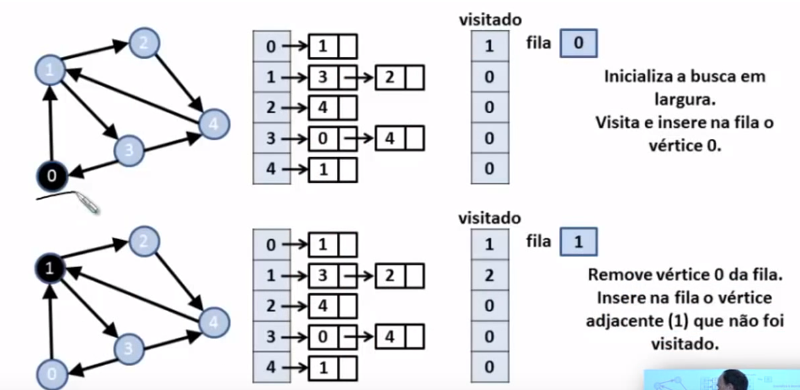 visitado
2
1
4
3
0
0 1
1 3 2
2 4
3 0 4
4 1
1
0
0
0
0
fila 0
Inicializa a busca em
largura.
Visita e insere na fila o
vértice 0.
visitado
2
1
4
3
0
0 1
1 3 2
2 4
3 0 4
4 1
1
2
0
0
0
fila 1
Remove vértice 0 da fila.
Insere na fila o vértice
adjacente (1) que não foi
visitado.